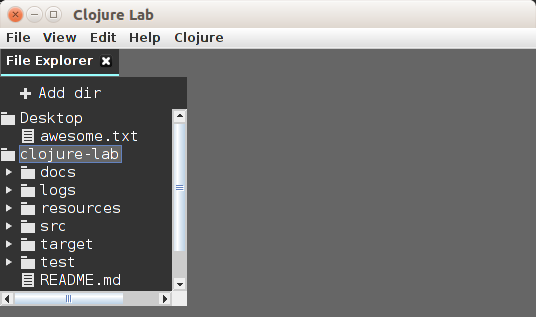 Clojure Lab
File View Edit Help Clojure
File Explorer
Add dir
Desktop
awesome.txt
clojure-lab
docs
logs
resources
src
target
test
README.md